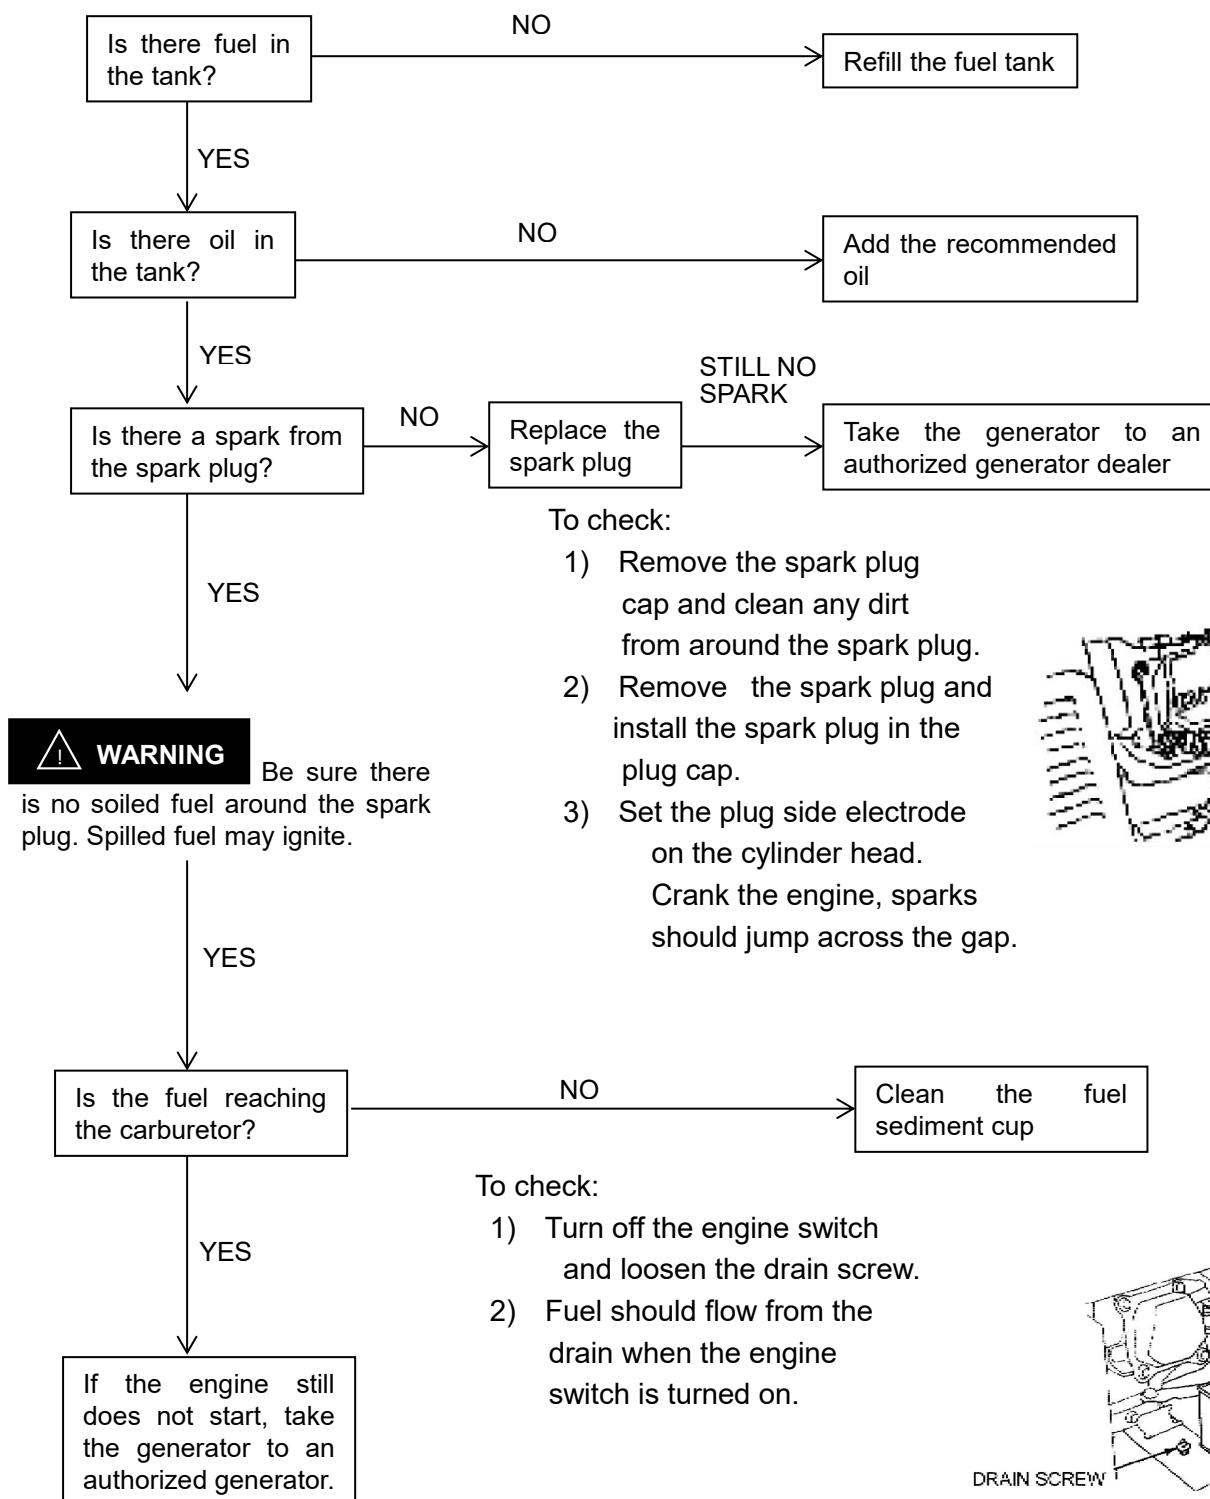 NO
Is there fuel in
the tank?
Refill the fuel tank
YES
Is there oil in
the tank?
NO
Add the recommended
oil
YES
Is there a spark from
the spark plug?
NO
Replace the
spark plug
STILL NO
SPARK
Take the generator to an
authorized generator dealer
To check:
1) Remove the spark plug
cap and clean any dirt
from around the spark plug.
2) Remove the spark plug and
install the spark plug in the
plug cap.
3) Set the plug side electrode
on the cylinder head.
Crank the engine, sparks
should jump across the gap.
YES
WARNING Be sure there
is no soiled fuel around the spark
plug. Spilled fuel may ignite.
YES
Is the fuel reaching
the carburetor?
NO
Clean the fuel
sediment cup
To check:
1) Turn off the engine switch
and loosen the drain screw.
2) Fuel should flow from the
drain when the engine
switch is turned on.
YES
If the engine still
does not start, take
the generator to an
authorized generator.
DRAIN SCREW